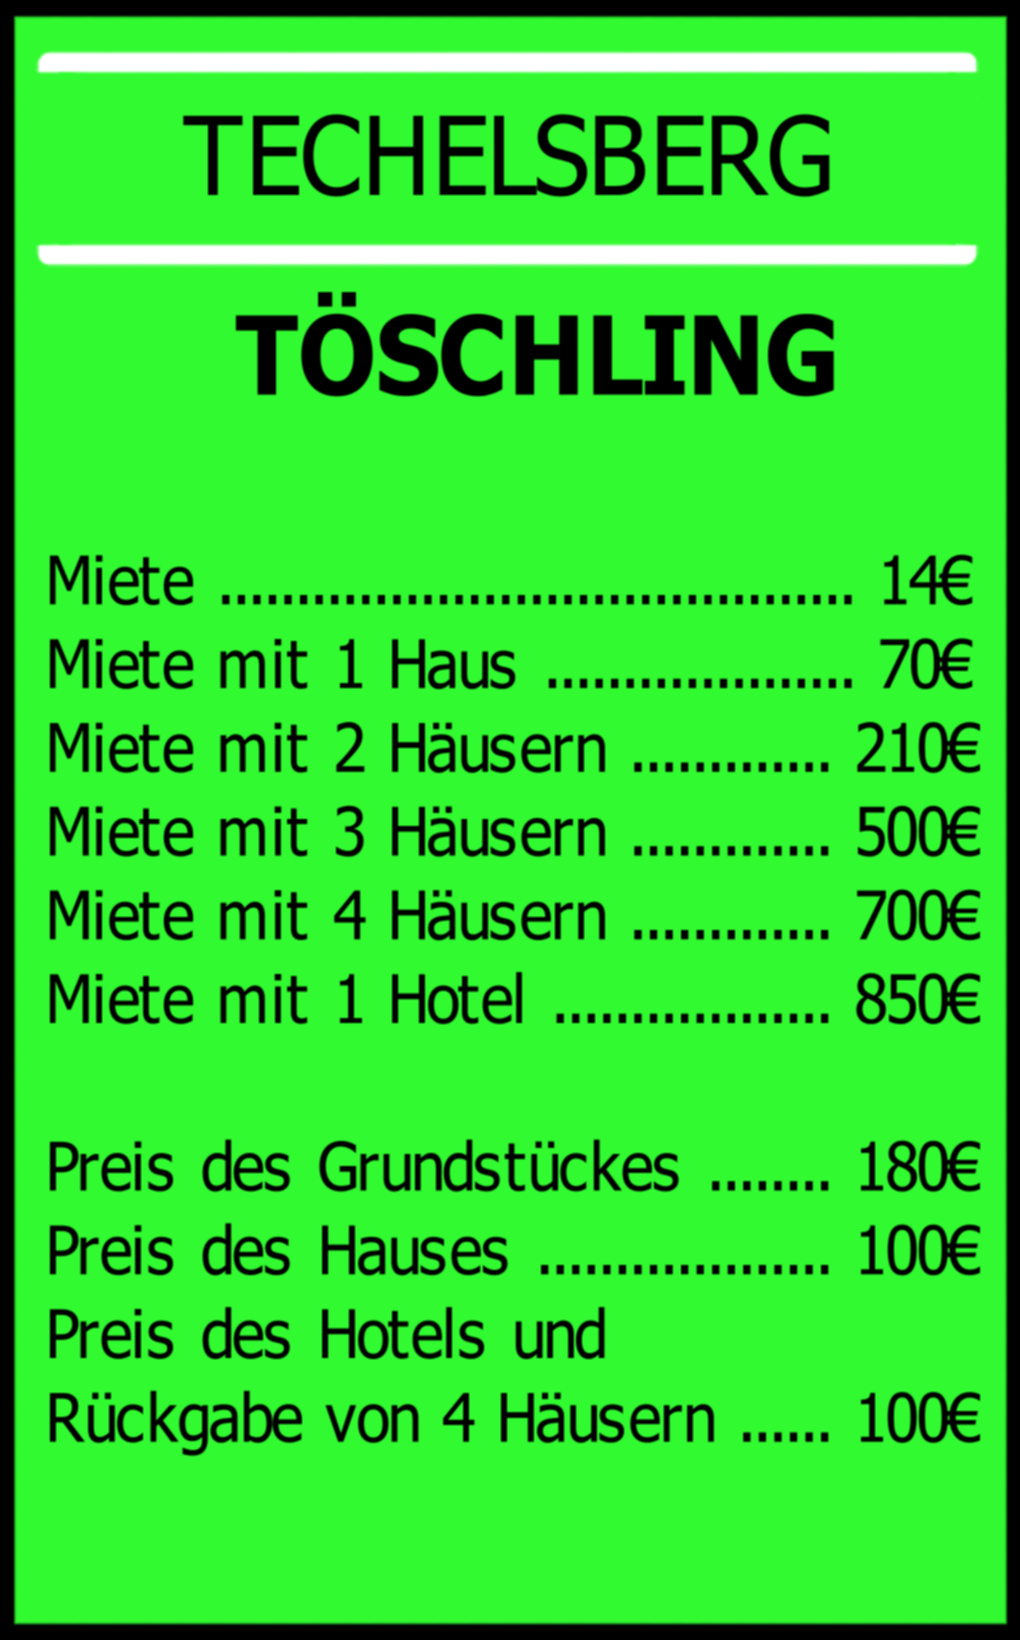 TECHELSBERG
TÖSCHLING
Miete ......................................... 14€
Miete mit 1 Haus .................... 70€
Miete mit 2 Häusern ............. 210€
Miete mit 3 Häusern ............. 500€
Miete mit 4 Häusern ............. 700€
Miete mit 1 Hotel .................. 850€
Preis des Grundstückes ........ 180€
Preis des Hauses ................... 100€
Preis des Hotels und
Rückgabe von 4 Häusern ...... 100€